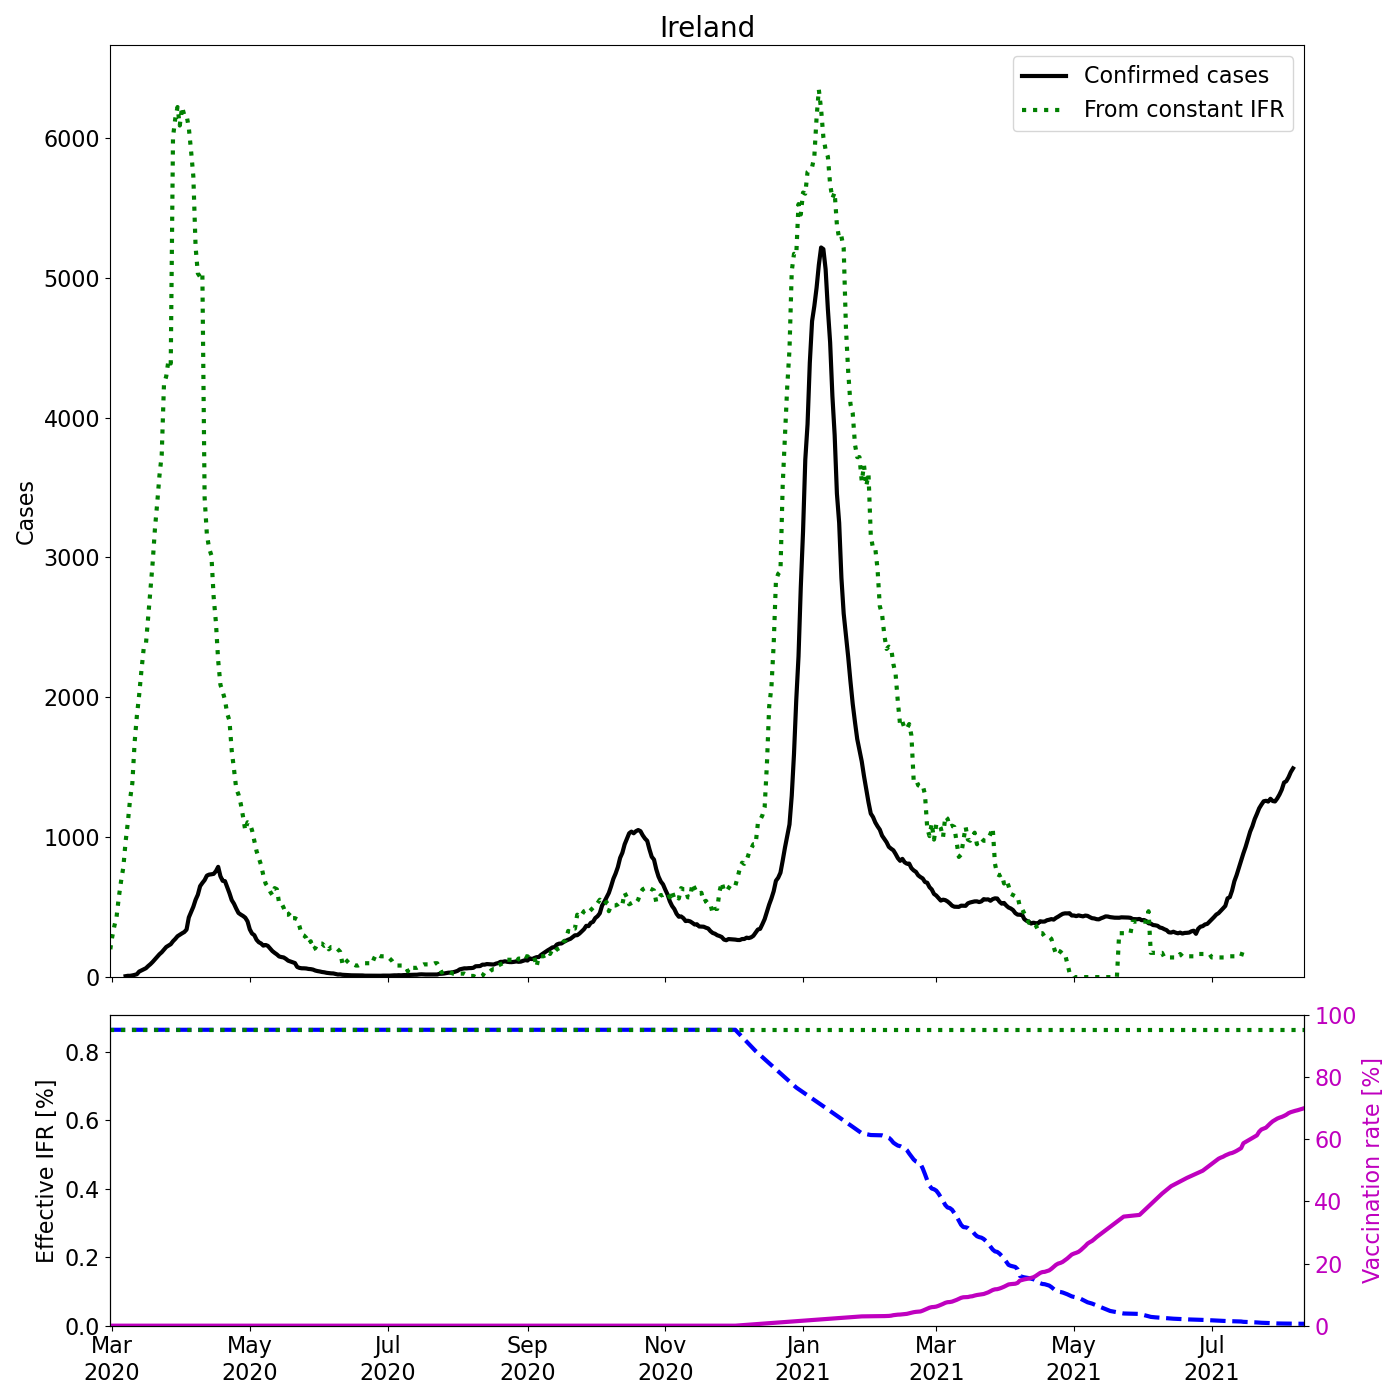 Ireland
Confirmed cases
From constant IFR
6000
5000
4000
3000
2000
1000
0
Cases
0.8
0.6
0.4
0.2
0.0
Effective IFR [%]
100
80
60
40
20
0
Vaccination rate [%]
Mar May Jul Sep Nov Jan Mar May Jul
2020 2020 2020 2020 2020 2021 2021 2021 2021